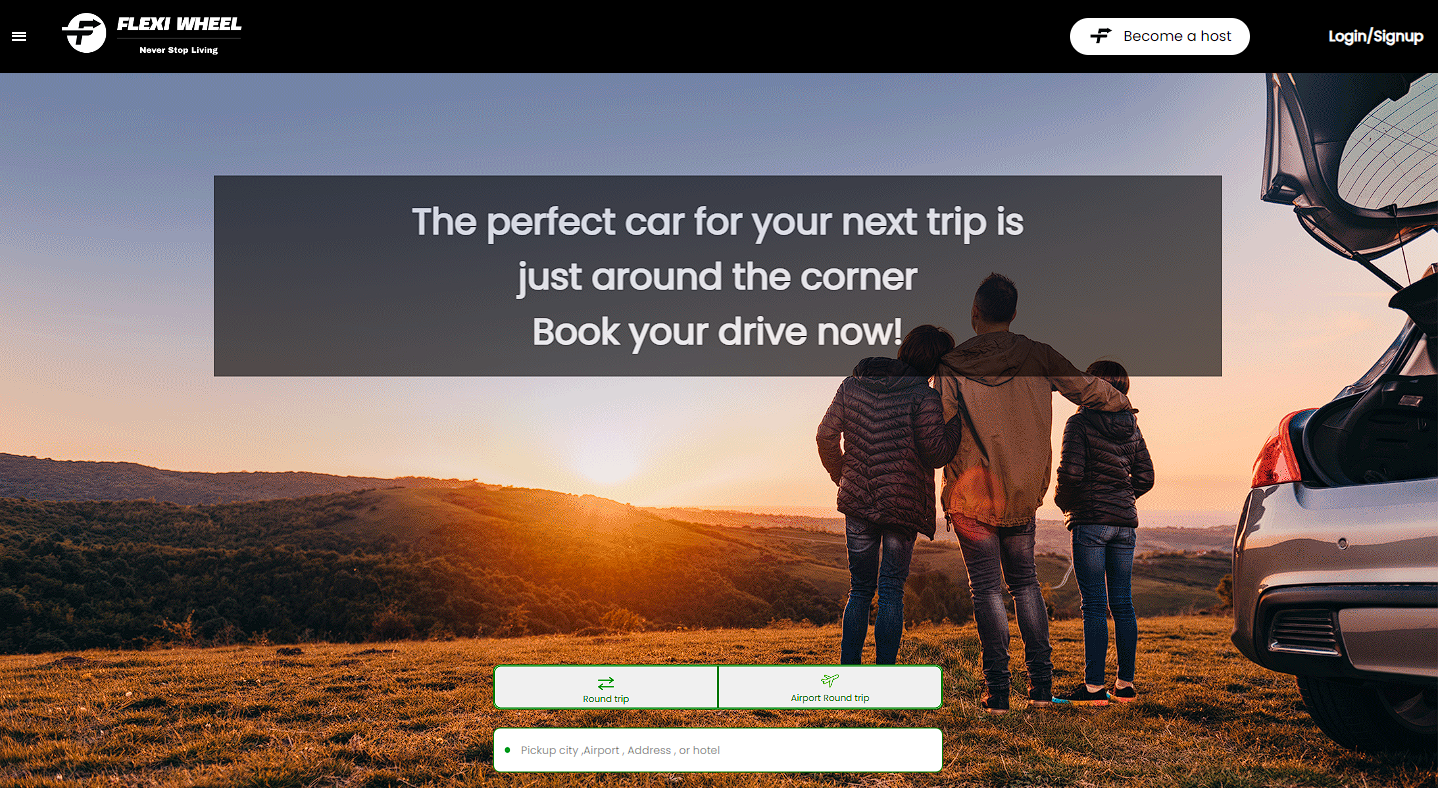 FLEXI WHEEL
Never Stop Living
Become a host
Login/Signup
The perfect car for your next trip is
just around the corner
Book your drive now!
Round trip
Airport Round trip
Pickup city ,Airport , Address , or hotel